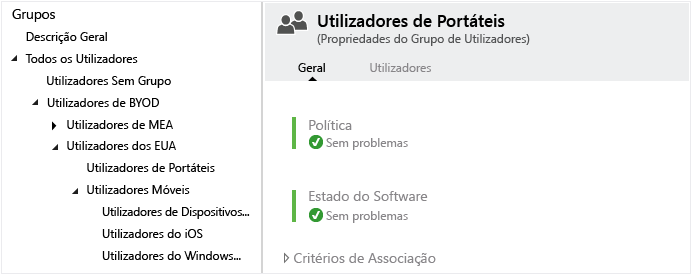 Grupos
Descrição Geral
Todos os Utilizadores
Utilizadores Sem Grupo
Utilizadores de BYOD
Utilizadores de MEA
Utilizadores dos EUA
Utilizadores de Portáteis
Utilizadores Móveis
Utilizadores de Dispositivos...
Utilizadores do iOS
Utilizadores do Windows...
Utilizadores de Portáteis
(Propriedades do Grupo de Utilizadores)
Geral Utilizadores
Política
Sem problemas
Estado do Software
Sem problemas
Critérios de Associação